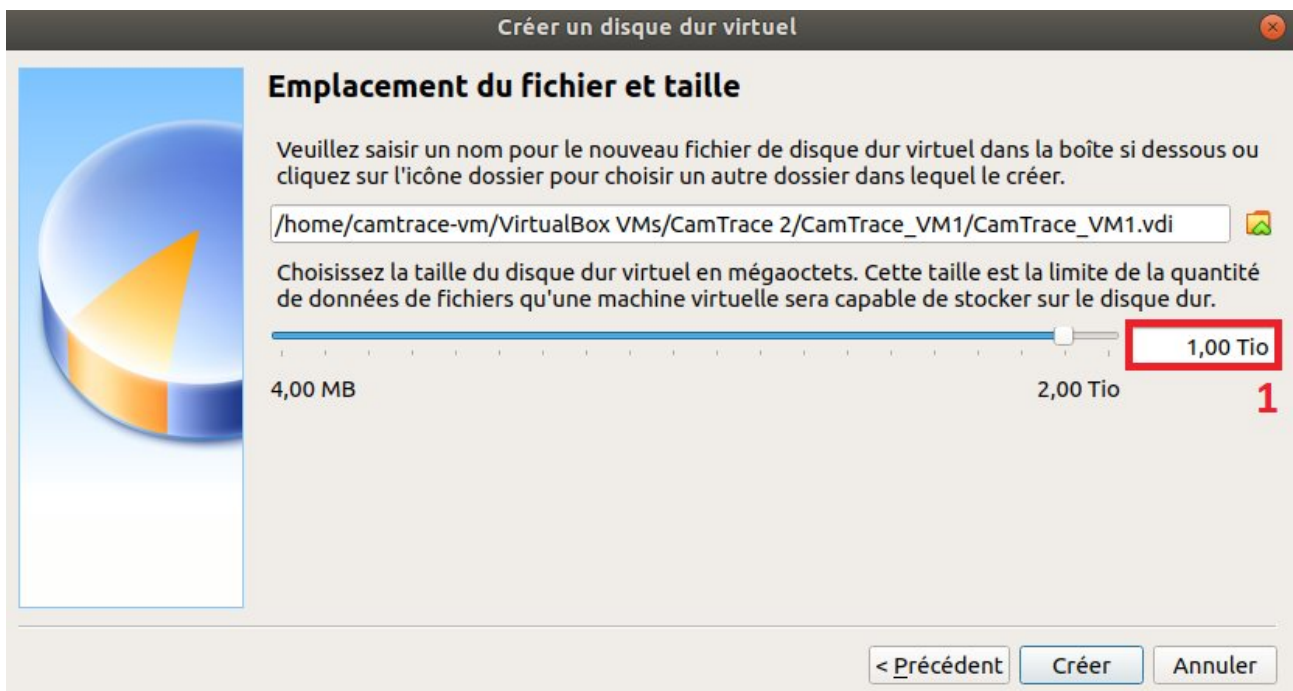 Créer un disque dur virtuel
Emplacement du fichier et taille
Veuillez saisir un nom pour le nouveau fichier de disque dur virtuel dans la boîte si dessous ou
cliquez sur l'icône dossier pour choisir un autre dossier dans lequel le créer.
/home/camtrace-vm/VirtualBox VMs/CamTrace 2/CamTrace_VM1/CamTrace_VM1.vdi
Choisissez la taille du disque dur virtuel en mégaoctets. Cette taille est la limite de la quantité
de données de fichiers qu'une machine virtuelle sera capable de stocker sur le disque dur.
1,00 Tio
4,00 MB 2,00 Tio 1
< Précédent Créer Annuler